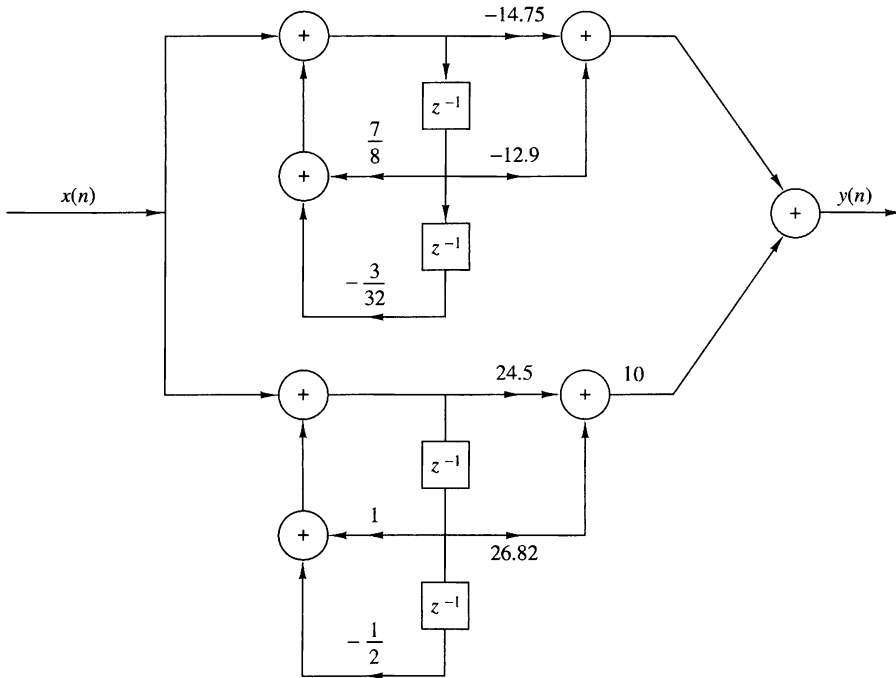 −14.75
+
+
z⁻¹
7/8
−12.9
+
x(n)
+
y(n)
z⁻¹
− 3/32
24.5
10
+
+
z⁻¹
1
+
26.82
z⁻¹
− 1/2